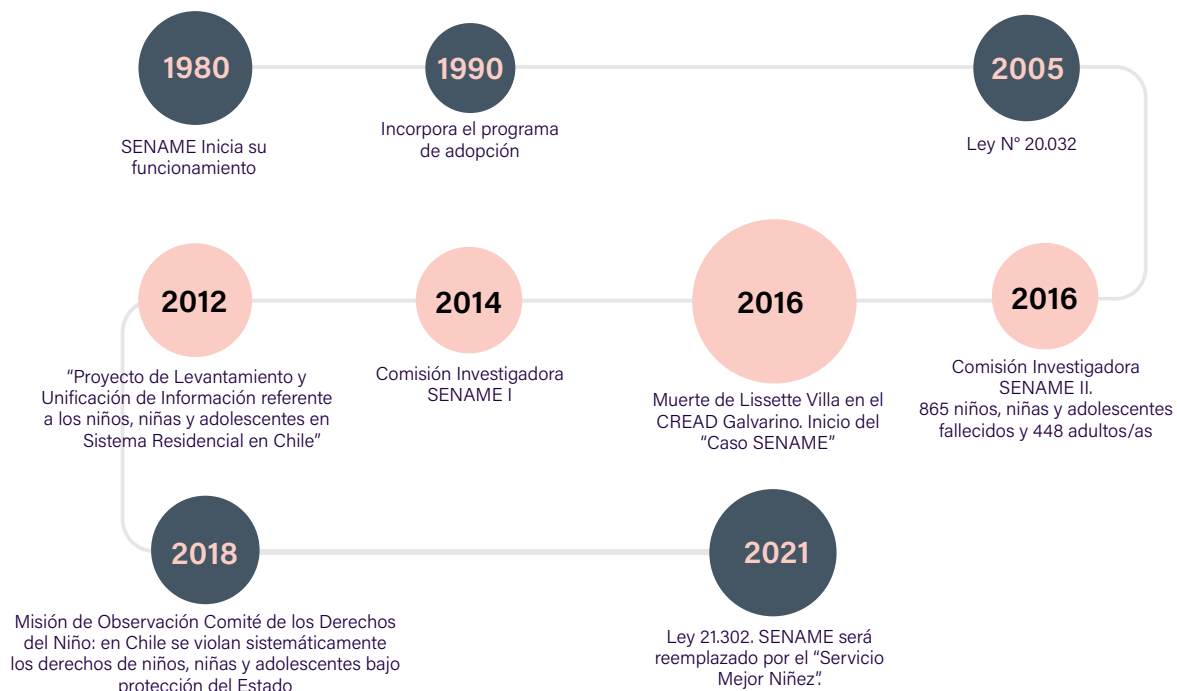 1980
SENAME Inicia su
funcionamiento
1990
Incorpora el programa
de adopción
2005
Ley N° 20.032
2012
“Proyecto de Levantamiento y
Unificación de Información referente
a los niños, niñas y adolescentes en
Sistema Residencial en Chile”
2014
Comisión Investigadora
SENAME I
2016
Muerte de Lissette Villa en el
CREAD Galvarino. Inicio del
“Caso SENAME”
2016
Comisión Investigadora
SENAME II.
865 niños, niñas y adolescentes
fallecidos y 448 adultos/as
2018
Misión de Observación Comité de los Derechos
del Niño: en Chile se violan sistemáticamente
los derechos de niños, niñas y adolescentes bajo
protección del Estado
2021
Ley 21.302. SENAME será
reemplazado por el “Servicio
Mejor Niñez”.